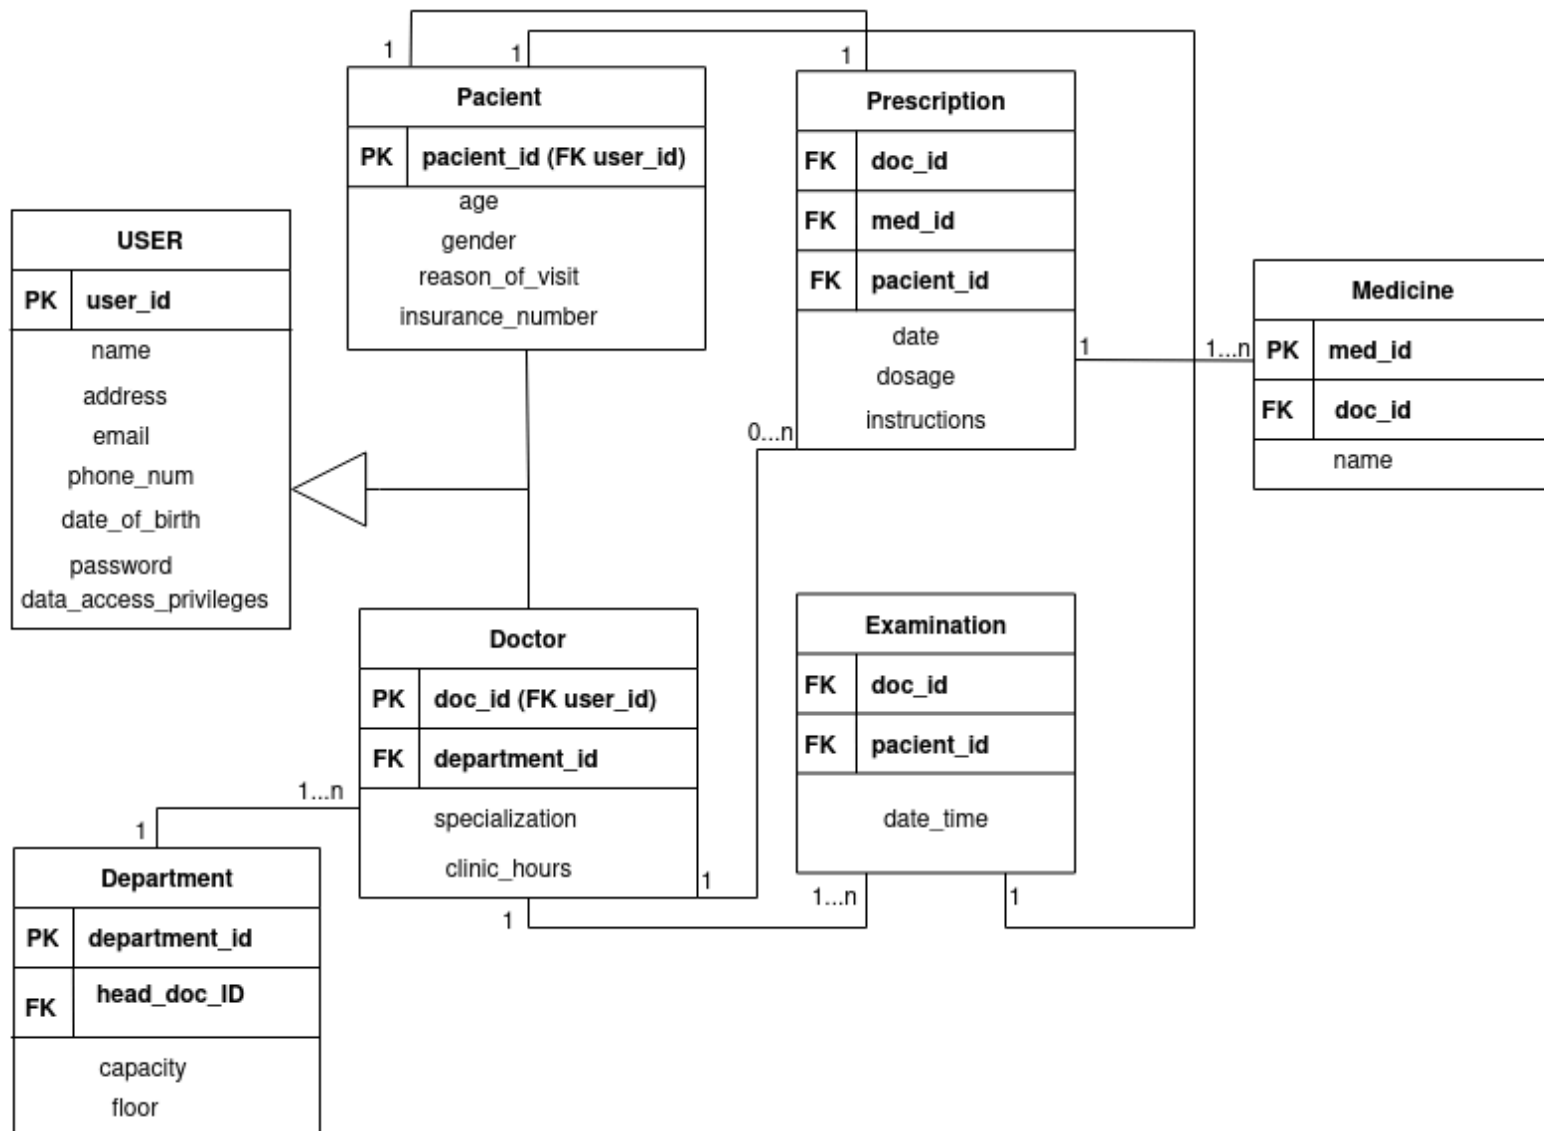 1
1
1
Pacient
PK pacient_id (FK user_id)
age
gender
reason_of_visit
insurance_number
Prescription
FK doc_id
FK med_id
FK pacient_id
date
dosage
instructions
1
1...n
0...n
USER
PK user_id
name
address
email
phone_num
date_of_birth
password
data_access_privileges
Medicine
PK med_id
FK doc_id
name
Doctor
PK doc_id (FK user_id)
FK department_id
specialization
clinic_hours
1
1
1...n
1
Examination
FK doc_id
FK pacient_id
date_time
1...n
1
Department
PK department_id
FK head_doc_ID
capacity
floor